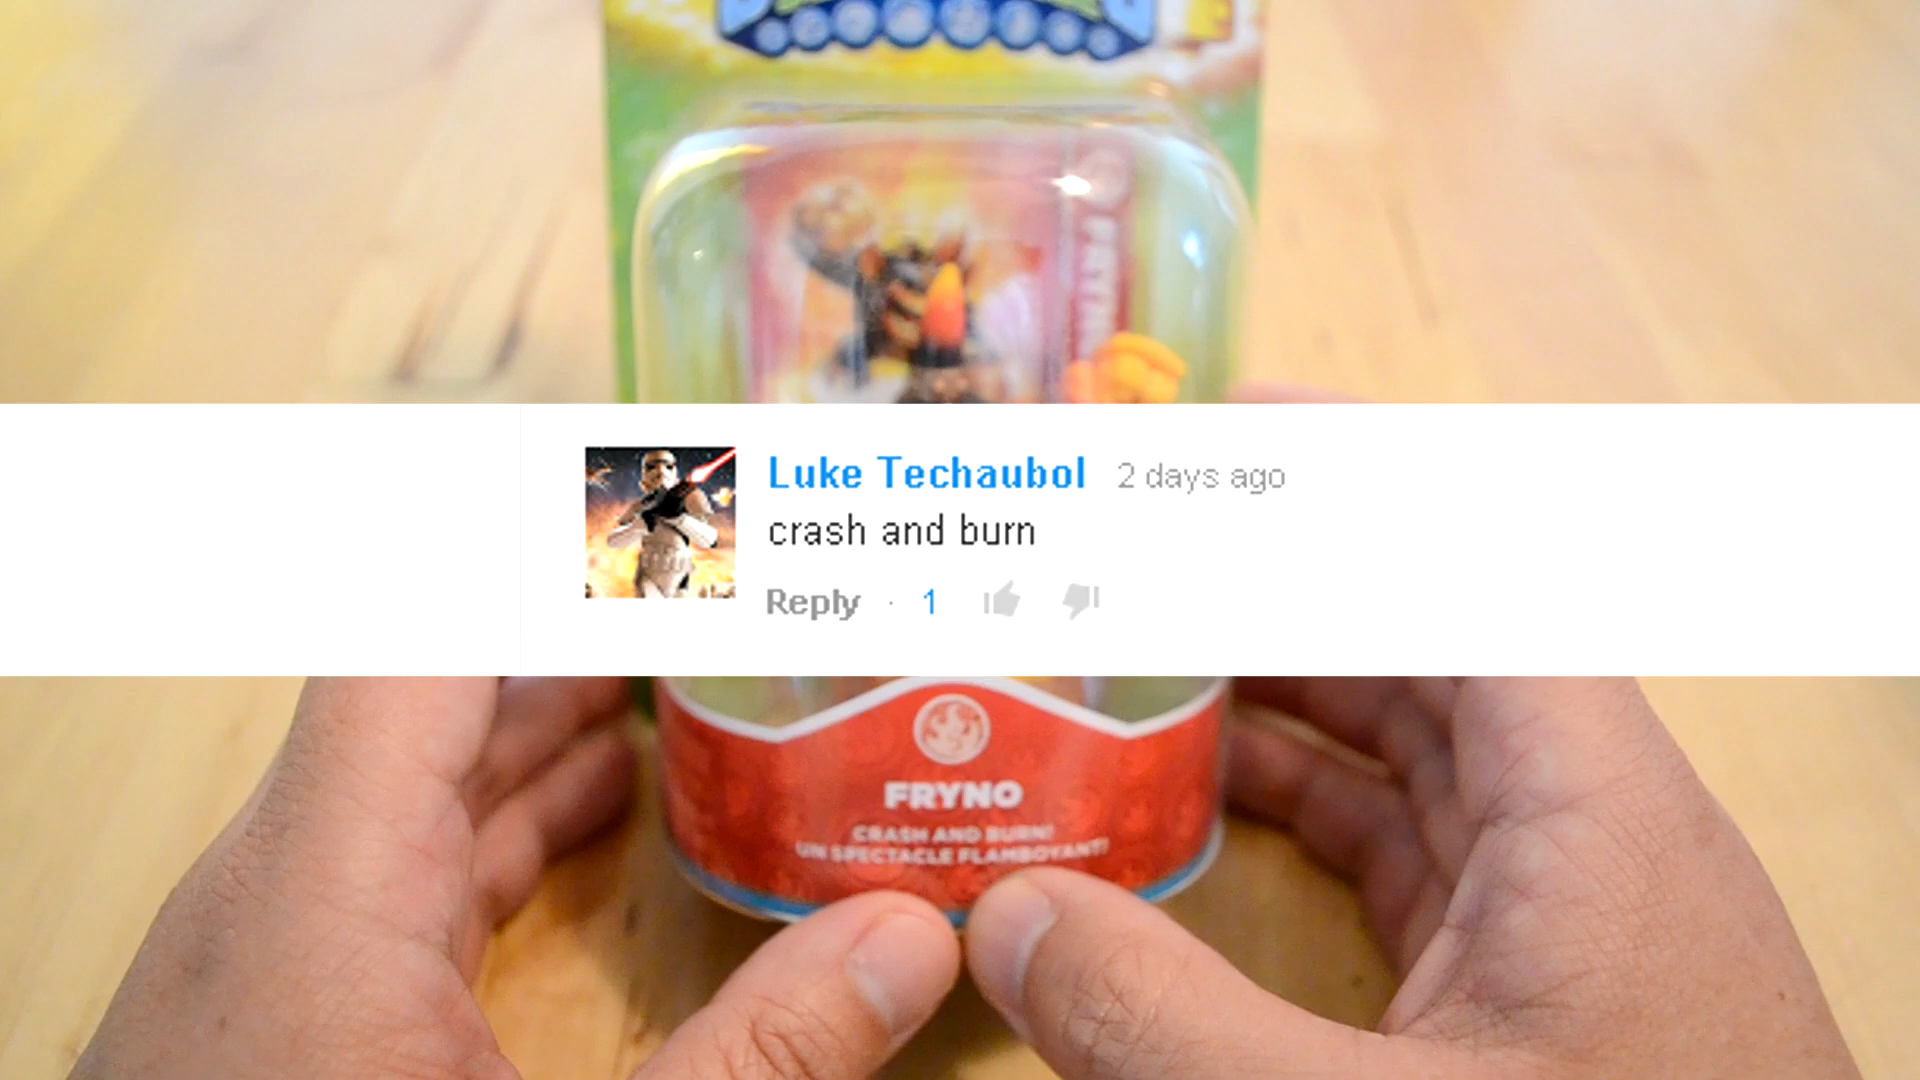 Luke Techaubol 2 days ago
crash and burn
Reply · 1
FRYNO
CRASH AND BURN!
UN SPECTACLE FLAMBOYANT!